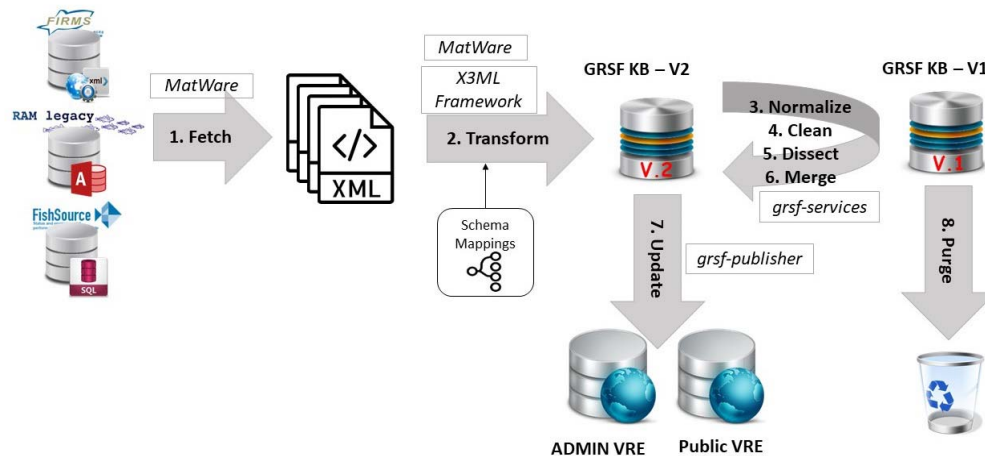 FIRMS
xml
RAM legacy
A
FishSource
SQL
MatWare
1. Fetch
</>
XML
MatWare
X3ML
Framework
2. Transform
Schema
Mappings
GRSF KB – V2
V.2
3. Normalize
4. Clean
5. Dissect
6. Merge
grsf-services
GRSF KB – V1
V.1
7. Update
grsf-publisher
8. Purge
ADMIN VRE
Public VRE